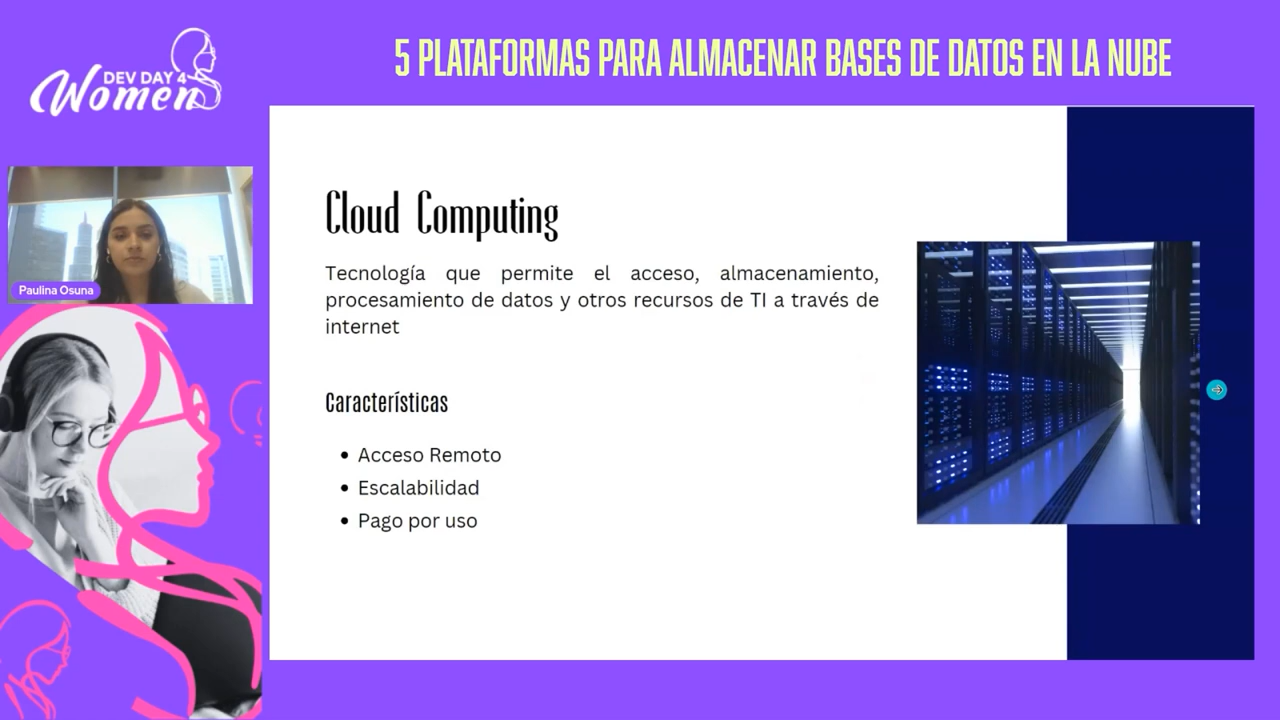 DEV DAY 4
Women
5 PLATAFORMAS PARA ALMACENAR BASES DE DATOS EN LA NUBE
Paulina Osuna
Cloud Computing
Tecnología que permite el acceso, almacenamiento,
procesamiento de datos y otros recursos de TI a través de
internet
Características
• Acceso Remoto
• Escalabilidad
• Pago por uso